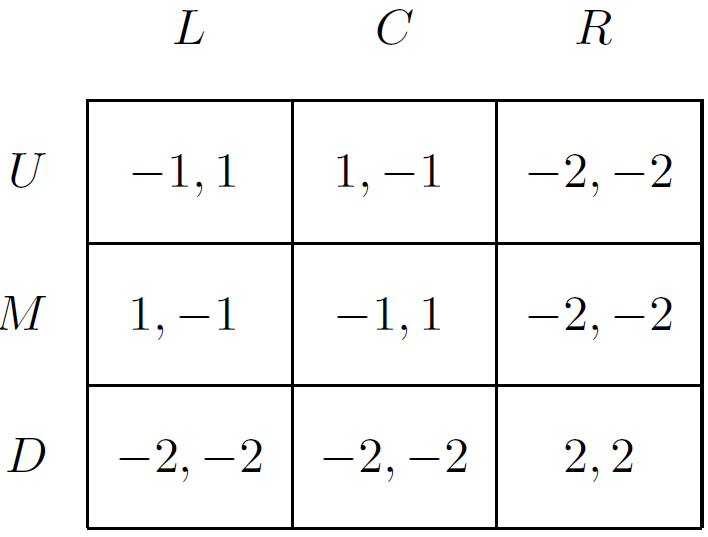 L C R
U −1, 1 1, −1 −2, −2
M 1, −1 −1, 1 −2, −2
D −2, −2 −2, −2 2, 2